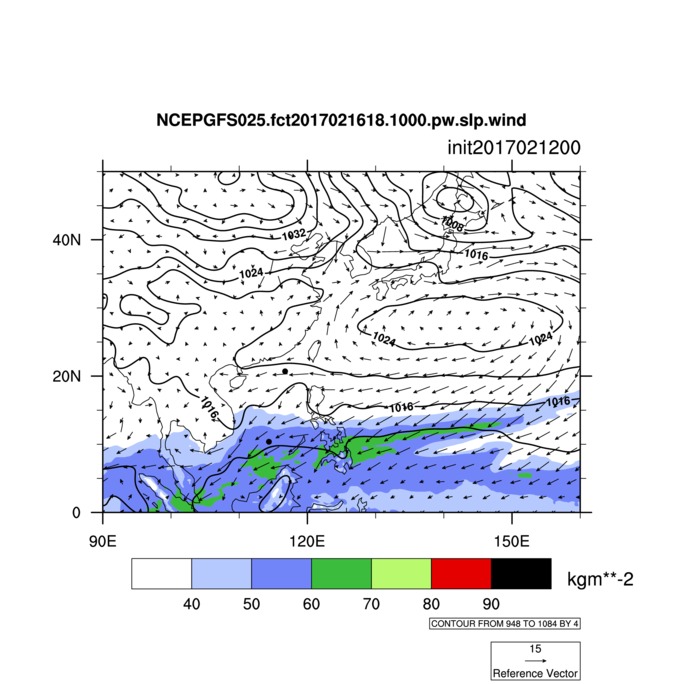 NCEPGFS025.fct2017021618.1000.pw.slp.wind
init2017021200
1008
1032
40N
1016
1024
1024
1024
20N
1016
1016
1016
0
90E 120E 150E
kgm**-2
40 50 60 70 80 90
CONTOUR FROM 948 TO 1084 BY 4
15
Reference Vector